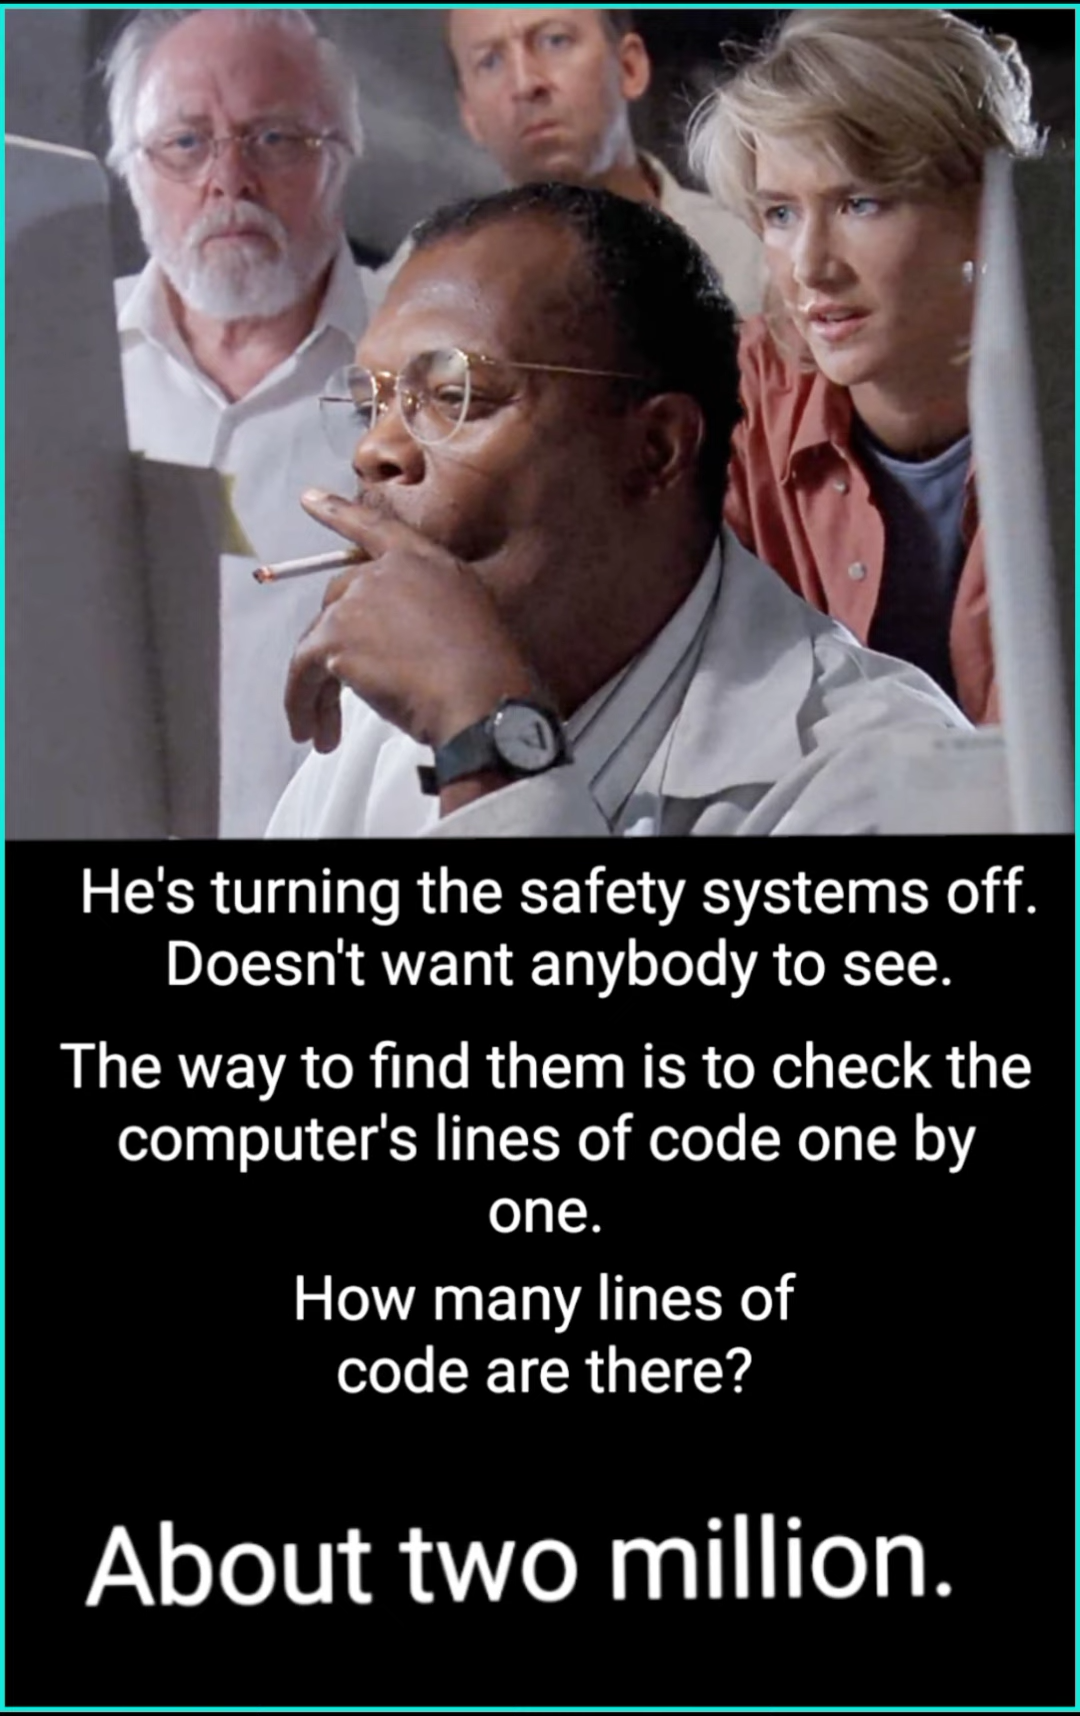 He's turning the safety systems off.
Doesn't want anybody to see.
The way to find them is to check the
computer's lines of code one by
one.
How many lines of
code are there?
About two million.